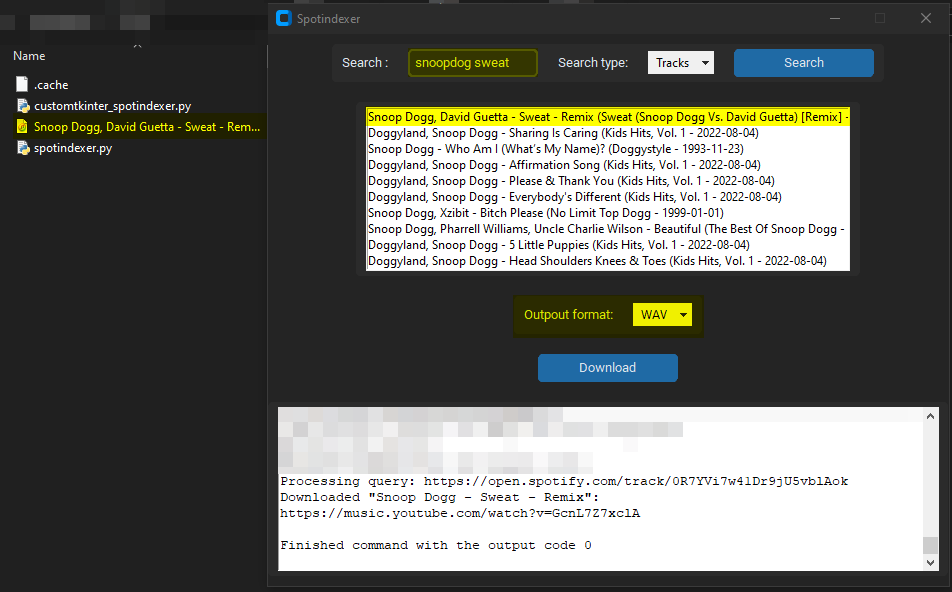 Name
.cache
customtkinter_spotindexer.py
Snoop Dogg, David Guetta - Sweat - Rem...
spotindexer.py
Spotindexer
Search :
snoopdog sweat
Search type:
Tracks
Search
Snoop Dogg, David Guetta - Sweat - Remix (Sweat (Snoop Dogg Vs. David Guetta) [Remix] -
Doggyland, Snoop Dogg - Sharing Is Caring (Kids Hits, Vol. 1 - 2022-08-04)
Snoop Dogg - Who Am I (What's My Name)? (Doggystyle - 1993-11-23)
Doggyland, Snoop Dogg - Affirmation Song (Kids Hits, Vol. 1 - 2022-08-04)
Doggyland, Snoop Dogg - Please & Thank You (Kids Hits, Vol. 1 - 2022-08-04)
Doggyland, Snoop Dogg - Everybody's Different (Kids Hits, Vol. 1 - 2022-08-04)
Snoop Dogg, Xzibit - Bitch Please (No Limit Top Dogg - 1999-01-01)
Snoop Dogg, Pharrell Williams, Uncle Charlie Wilson - Beautiful (The Best Of Snoop Dogg -
Doggyland, Snoop Dogg - 5 Little Puppies (Kids Hits, Vol. 1 - 2022-08-04)
Doggyland, Snoop Dogg - Head Shoulders Knees & Toes (Kids Hits, Vol. 1 - 2022-08-04)
Outpout format:
WAV
Download
Processing query: https://open.spotify.com/track/0R7YVi7w41Dr9jU5vblAok
Downloaded "Snoop Dogg - Sweat - Remix":
https://music.youtube.com/watch?v=GcnL7Z7xclA
Finished command with the output code 0